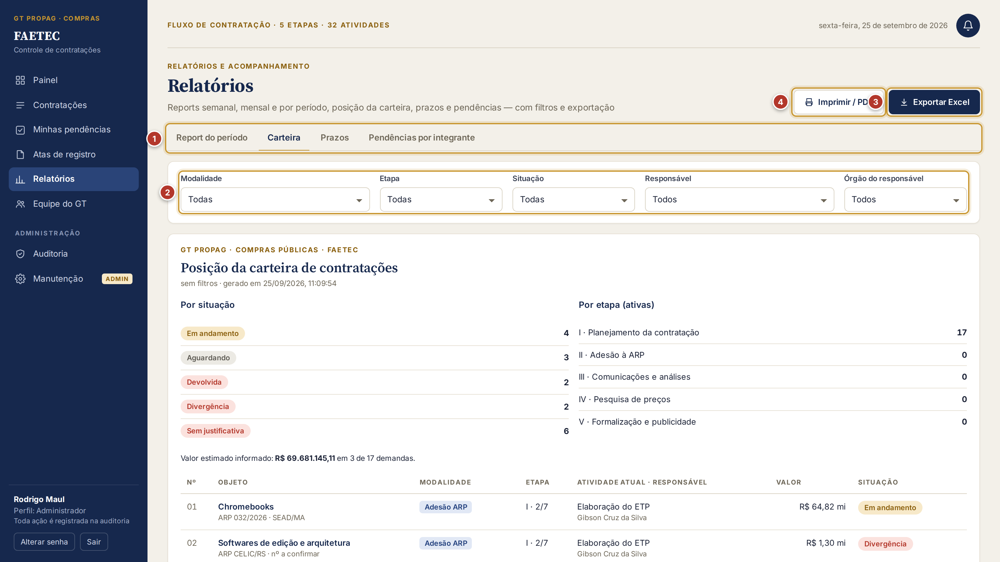 GT PROPAG · COMPRAS
FAETEC
Controle de contratações
Painel
Contratações
Minhas pendências
Atas de registro
Relatórios
Equipe do GT
ADMINISTRAÇÃO
Auditoria
Manutenção ADMIN
Rodrigo Maul
Perfil: Administrador
Toda ação é registrada na auditoria
Alterar senha Sair
FLUXO DE CONTRATAÇÃO · 5 ETAPAS · 32 ATIVIDADES
sexta-feira, 25 de setembro de 2026
RELATÓRIOS E ACOMPANHAMENTO
Relatórios
Reports semanal, mensal e por período, posição da carteira, prazos e pendências — com filtros e exportação
4 Imprimir / PD 3 Exportar Excel
1 Report do período Carteira Prazos Pendências por integrante
Modalidade Etapa Situação Responsável Órgão do responsável
2 Todas Todas Todas Todos Todos
GT PROPAG · COMPRAS PÚBLICAS · FAETEC
Posição da carteira de contratações
sem filtros · gerado em 25/09/2026, 11:09:54
Por situação
Em andamento 4
Aguardando 3
Devolvida 2
Divergência 2
Sem justificativa 6
Por etapa (ativas)
I · Planejamento da contratação 17
II · Adesão à ARP 0
III · Comunicações e análises 0
IV · Pesquisa de preços 0
V · Formalização e publicidade 0
Valor estimado informado: R$ 69.681.145,11 em 3 de 17 demandas.
Nº OBJETO MODALIDADE ETAPA ATIVIDADE ATUAL · RESPONSÁVEL VALOR SITUAÇÃO
01 Chromebooks Adesão ARP I · 2/7 Elaboração do ETP R$ 64,82 mi Em andamento
ARP 032/2026 · SEAD/MA Gibson Cruz da Silva
02 Softwares de edição e arquitetura Adesão ARP I · 2/7 Elaboração do ETP R$ 1,30 mi Divergência
ARP CELIC/RS · nº a confirmar Gibson Cruz da Silva